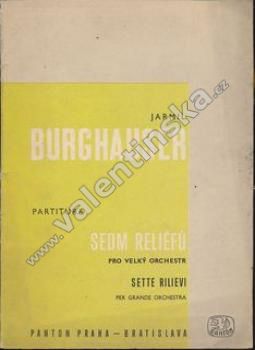 JARMIL
BURGHAUSER
PARTITURA
SEDM RELIÉFŮ
PRO VELKÝ ORCHESTR
SETTE RILIEVI
PER GRANDE ORCHESTRA
PANTON PRAHA – BRATISLAVA
PANTON
www.valentinska.cz